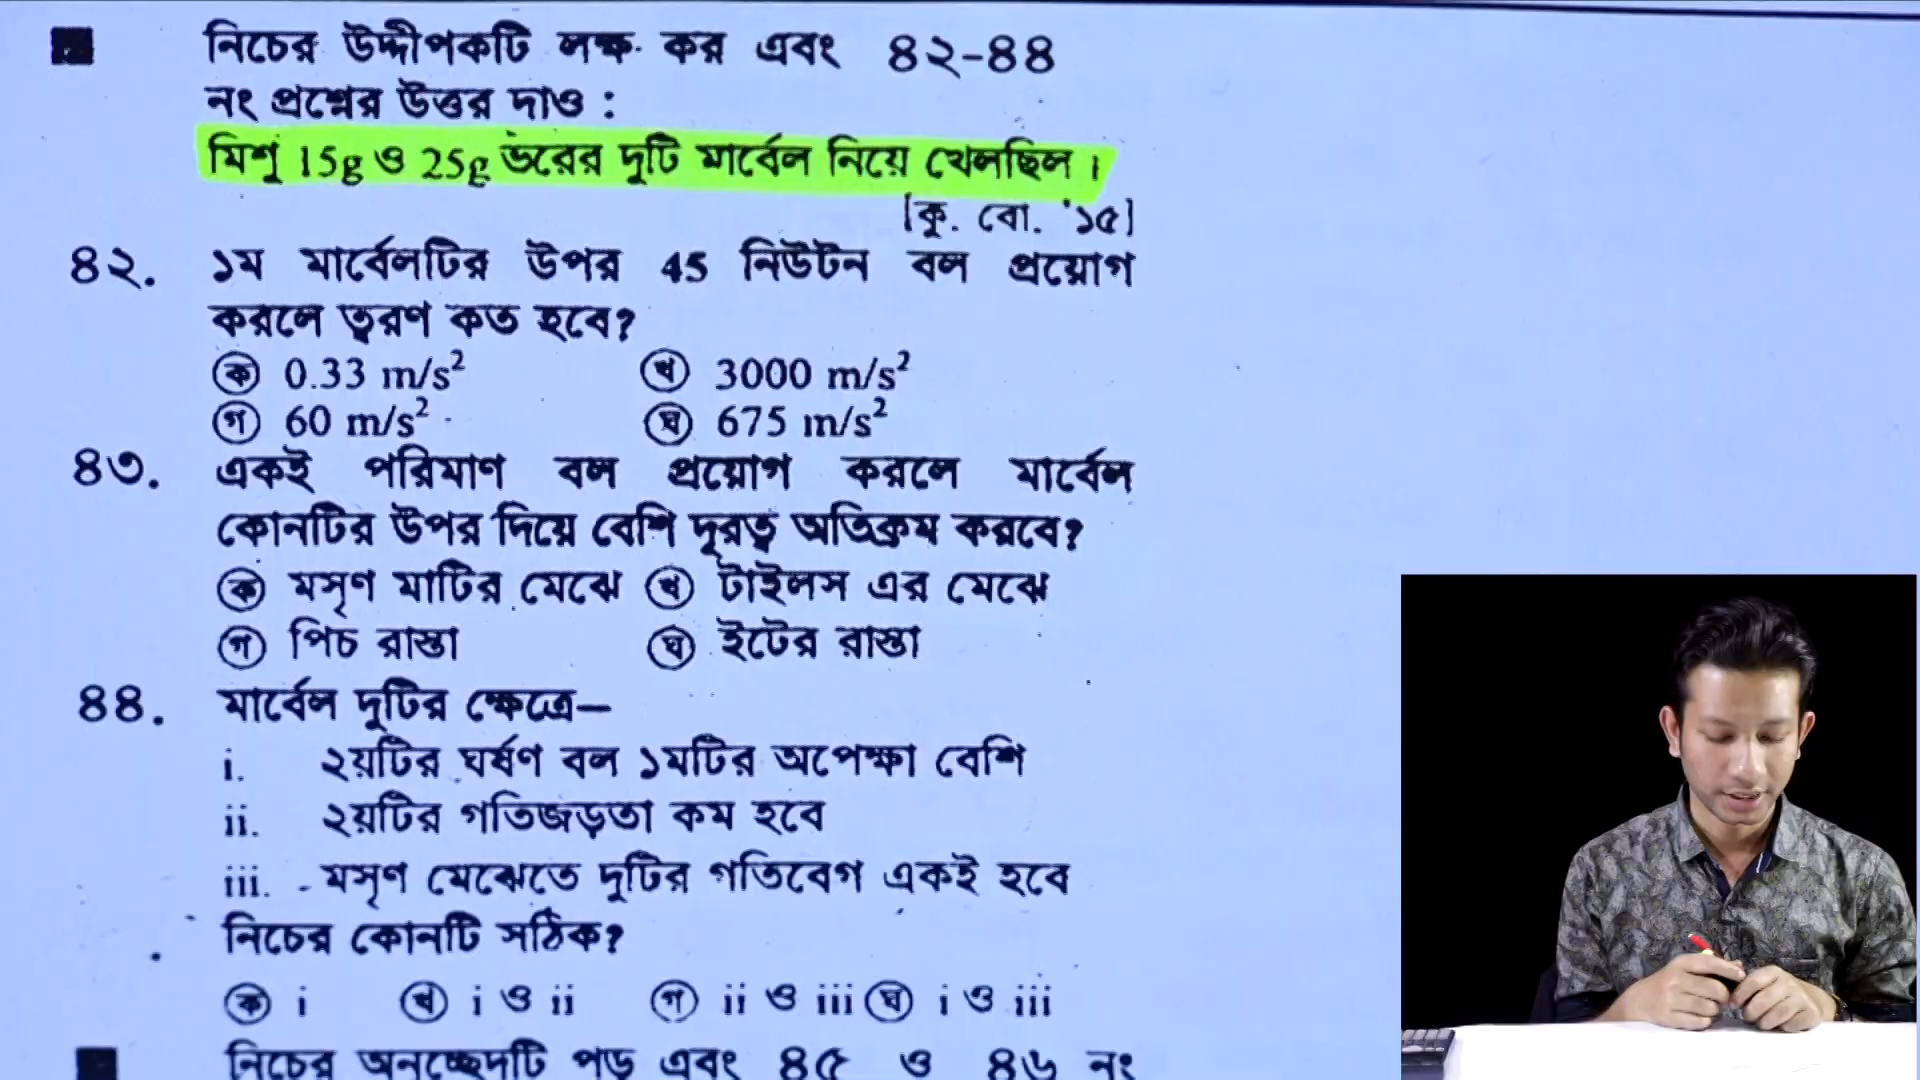 নিচের উদ্দীপকটি লক্ষ কর এবং ৪২-৪৪
নং প্রশ্নের উত্তর দাও :
মিশু 15g ও 25g ভরের দুটি মার্বেল নিয়ে খেলছিল।
[কু. বো. '১৫]
৪২. ১ম মার্বেলটির উপর 45 নিউটন বল প্রয়োগ
করলে ত্বরণ কত হবে?
ক 0.33 m/s² খ 3000 m/s²
গ 60 m/s² ঘ 675 m/s²
৪৩. একই পরিমাণ বল প্রয়োগ করলে মার্বেল
কোনটির উপর দিয়ে বেশি দূরত্ব অতিক্রম করবে?
ক মসৃণ মাটির মেঝে খ টাইলস এর মেঝে
গ পিচ রাস্তা ঘ ইটের রাস্তা
৪৪. মার্বেল দুটির ক্ষেত্রে—
i. ২য়টির ঘর্ষণ বল ১মটির অপেক্ষা বেশি
ii. ২য়টির গতিজড়তা কম হবে
iii. মসৃণ মেঝেতে দুটির গতিবেগ একই হবে
নিচের কোনটি সঠিক?
ক i খ i ও ii গ ii ও iii ঘ i ও iii
নিচের অনুচ্ছেদটি পড় এবং ৪৫ ও ৪৬ নং